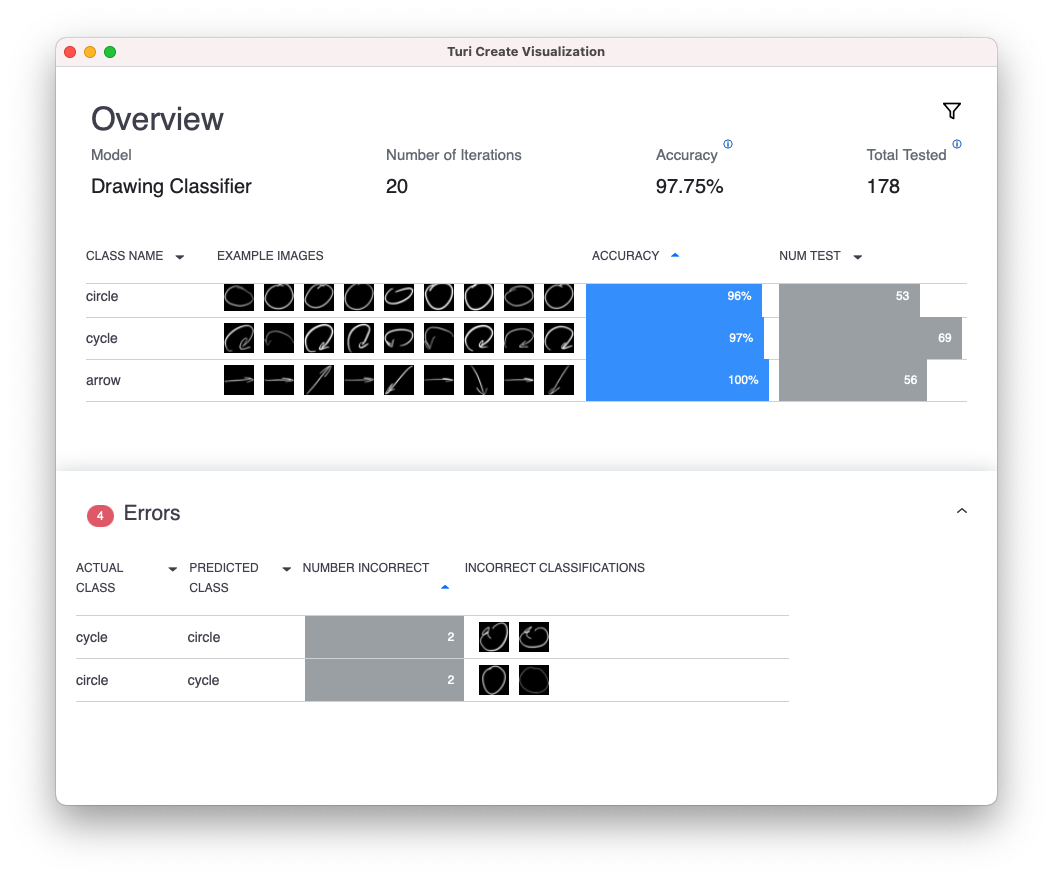 Turi Create Visualization
Overview
Model
Number of Iterations
Accuracy
Total Tested
Drawing Classifier
20
97.75%
178
CLASS NAME
EXAMPLE IMAGES
ACCURACY
NUM TEST
circle
96%
53
cycle
97%
69
arrow
100%
56
4
Errors
ACTUAL
CLASS
PREDICTED
CLASS
NUMBER INCORRECT
INCORRECT CLASSIFICATIONS
cycle
circle
2
circle
cycle
2